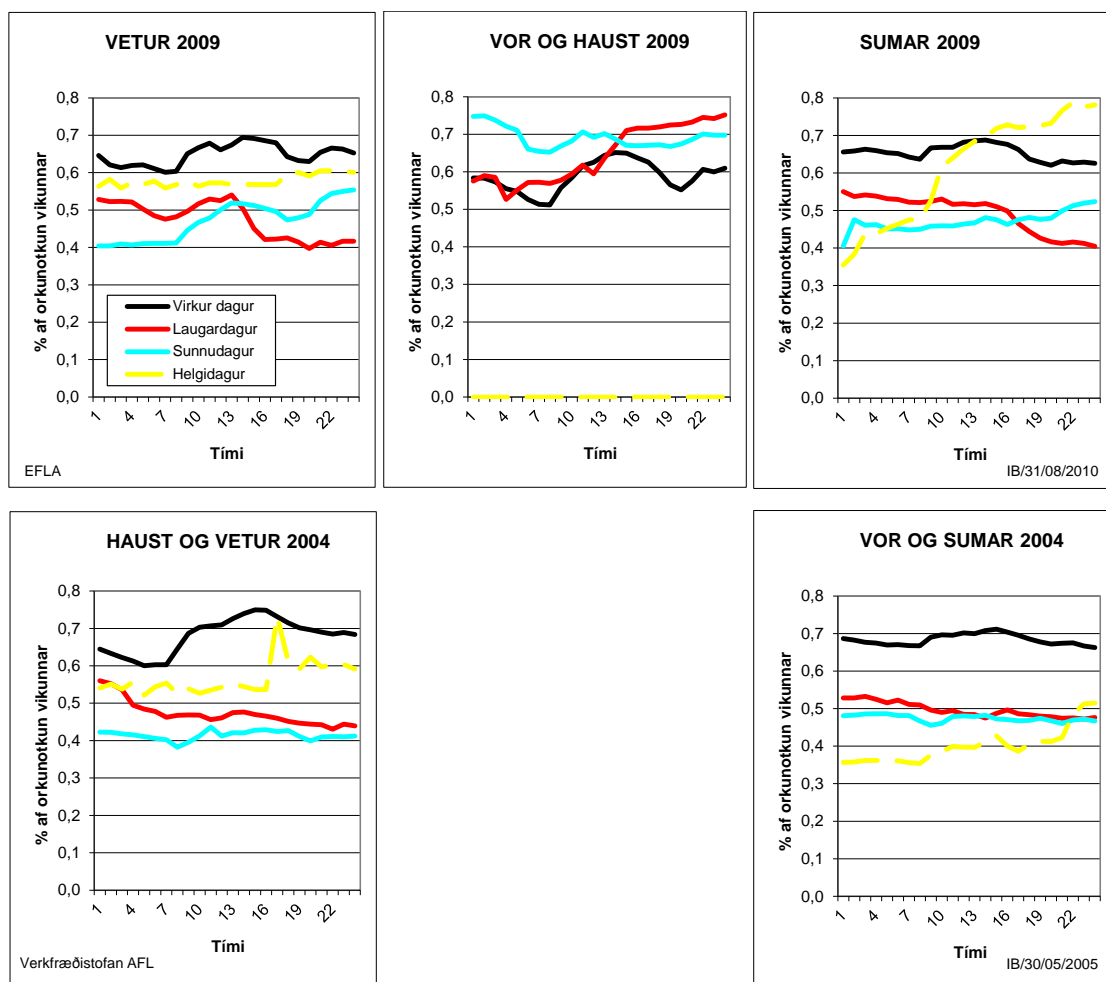 VETUR 2009
% af orkunotkun vikunnar
0,8
0,7
0,6
0,5
0,4
0,3
0,2
0,1
0,0
Virkur dagur
Laugardagur
Sunnudagur
Helgidagur
1 4 7 10 13 16 19 22
Tími
EFLA
VOR OG HAUST 2009
% af orkunotkun vikunnar
0,8
0,7
0,6
0,5
0,4
0,3
0,2
0,1
0,0
1 4 7 10 13 16 19 22
Tími
SUMAR 2009
% af orkunotkun vikunnar
0,8
0,7
0,6
0,5
0,4
0,3
0,2
0,1
0,0
1 4 7 10 13 16 19 22
Tími
IB/31/08/2010
HAUST OG VETUR 2004
% af orkunotkun vikunnar
0,8
0,7
0,6
0,5
0,4
0,3
0,2
0,1
0,0
1 4 7 10 13 16 19 22
Tími
Verkfræðistofan AFL
VOR OG SUMAR 2004
% af orkunotkun vikunnar
0,8
0,7
0,6
0,5
0,4
0,3
0,2
0,1
0,0
1 4 7 10 13 16 19 22
Tími
IB/30/05/2005